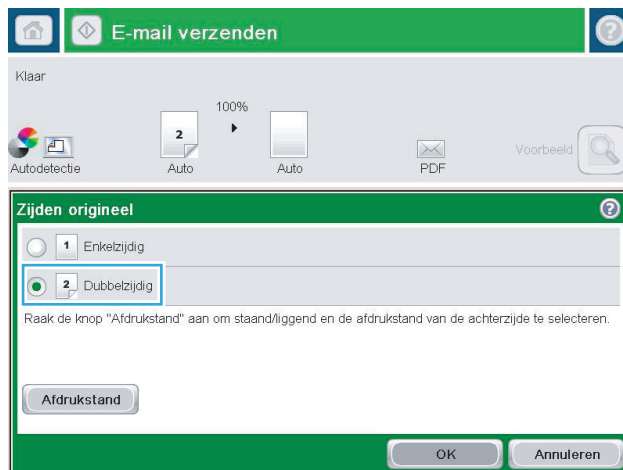 E-mail verzenden
Klaar
100%
2
Autodetectie
Auto
Auto
PDF
Voorbeeld
Zijden origineel
1 Enkelzijdig
2 Dubbelzijdig
Raak de knop "Afdrukstand" aan om staand/liggend en de afdrukstand van de achterzijde te selecteren.
Afdrukstand
OK
Annuleren